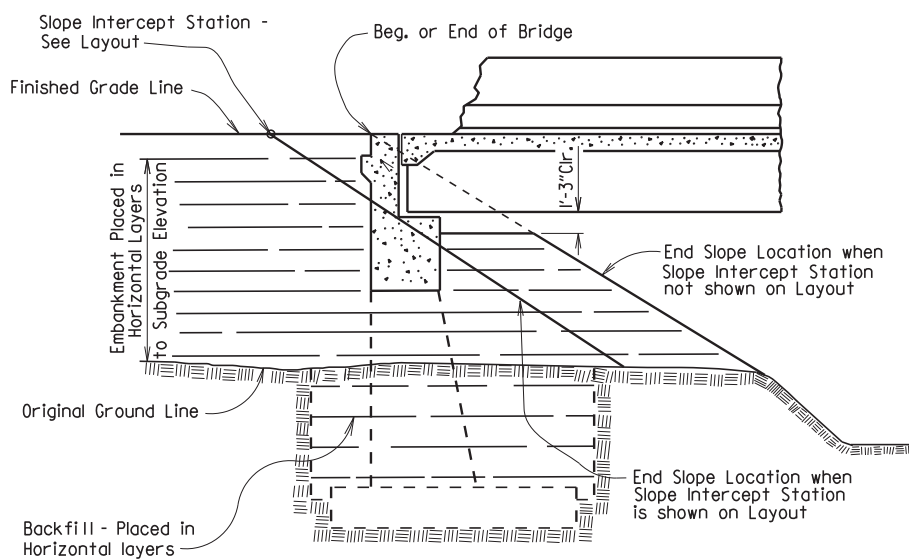 Slope Intercept Station -
See Layout
Beg. or End of Bridge
Finished Grade Line
Embankment Placed in
Horizontal Layers
to Subgrade Elevation
1'-3"Clr
End Slope Location when
Slope Intercept Station
not shown on Layout
Original Ground Line
End Slope Location when
Slope Intercept Station
is shown on Layout
Backfill - Placed in
Horizontal layers